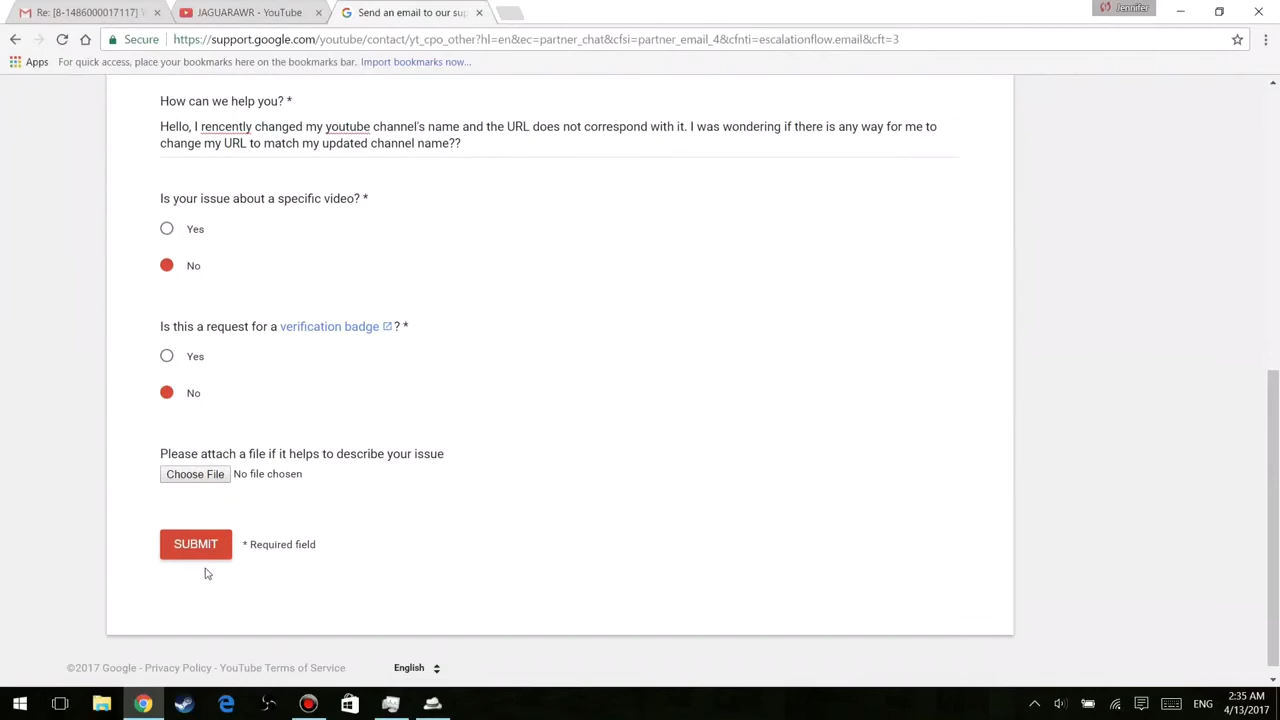 Re: [8-1486000017117]
JAGUARAWR - YouTube
Send an email to our sup
Jennifer
Secure
https://support.google.com/youtube/contact/yt_cpo_other?hl=en&ec=partner_chat&cfsi=partner_email_4&cfnti=escalationflow.email&cft=3
Apps
For quick access, place your bookmarks here on the bookmarks bar. Import bookmarks now...
How can we help you? *
Hello, I rencently changed my youtube channel's name and the URL does not correspond with it. I was wondering if there is any way for me to
change my URL to match my updated channel name??
Is your issue about a specific video? *
Yes
No
Is this a request for a verification badge ? *
Yes
No
Please attach a file if it helps to describe your issue
Choose File No file chosen
SUBMIT * Required field
©2017 Google - Privacy Policy - YouTube Terms of Service
English
ENG
2:35 AM
4/13/2017